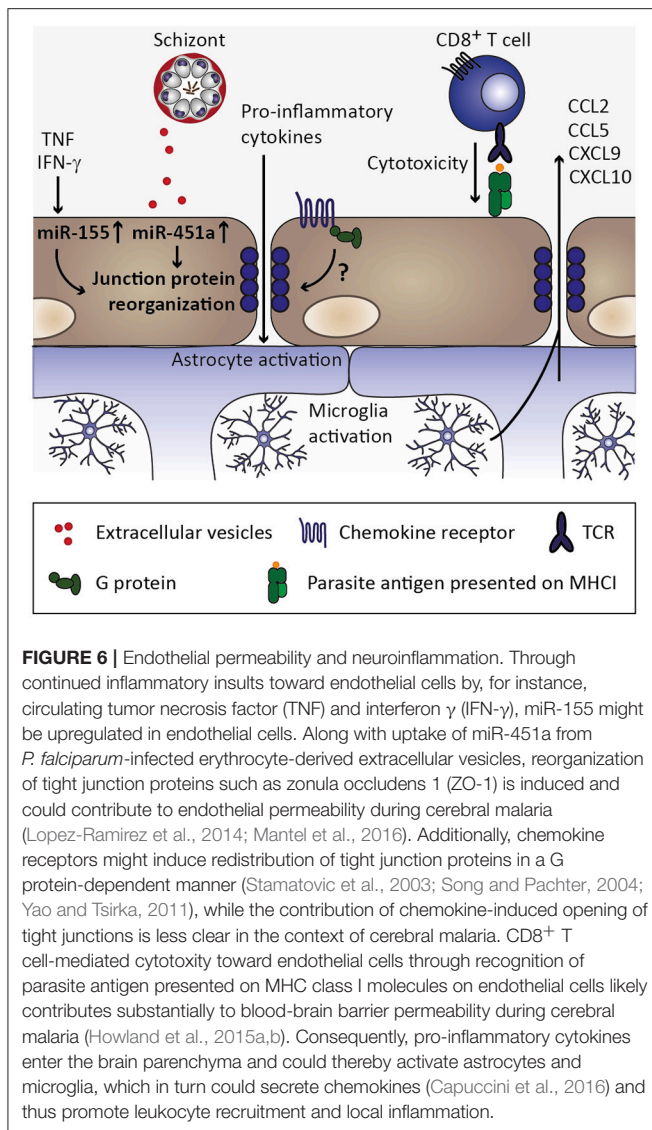 Schizont
CD8+ T cell
TNF
IFN-γ
Pro-inflammatory
cytokines
Cytotoxicity
CCL2
CCL5
CXCL9
CXCL10
miR-155↑ miR-451a↑
Junction protein
reorganization
?
Astrocyte activation
Microglia
activation
Extracellular vesicles
Chemokine receptor
TCR
G protein
Parasite antigen presented on MHCI
FIGURE 6 | Endothelial permeability and neuroinflammation. Through
continued inflammatory insults toward endothelial cells by, for instance,
circulating tumor necrosis factor (TNF) and interferon γ (IFN-γ), miR-155 might
be upregulated in endothelial cells. Along with uptake of miR-451a from
P. falciparum-infected erythrocyte-derived extracellular vesicles, reorganization
of tight junction proteins such as zonula occludens 1 (ZO-1) is induced and
could contribute to endothelial permeability during cerebral malaria
(Lopez-Ramirez et al., 2014; Mantel et al., 2016). Additionally, chemokine
receptors might induce redistribution of tight junction proteins in a G
protein-dependent manner (Stamatovic et al., 2003; Song and Pachter, 2004;
Yao and Tsirka, 2011), while the contribution of chemokine-induced opening of
tight junctions is less clear in the context of cerebral malaria. CD8+ T
cell-mediated cytotoxity toward endothelial cells through recognition of
parasite antigen presented on MHC class I molecules on endothelial cells likely
contributes substantially to blood-brain barrier permeability during cerebral
malaria (Howland et al., 2015a,b). Consequently, pro-inflammatory cytokines
enter the brain parenchyma and could thereby activate astrocytes and
microglia, which in turn could secrete chemokines (Capuccini et al., 2016) and
thus promote leukocyte recruitment and local inflammation.